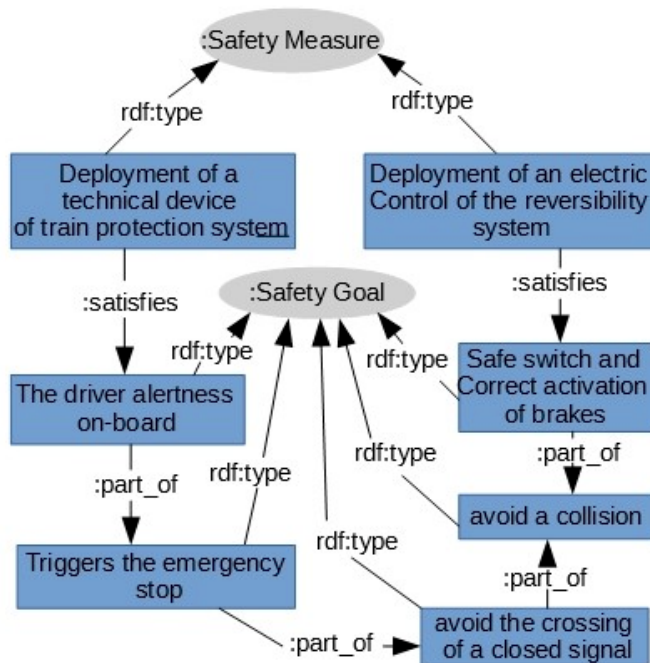 :Safety Measure
rdf:type
rdf:type
Deployment of a
technical device
of train protection system
Deployment of an electric
Control of the reversibility
system
:satisfies
:Safety Goal
:satisfies
rdf:type
rdf:type
The driver alertness
on-board
Safe switch and
Correct activation
of brakes
:part_of
rdf:type
rdf:type
:part_of
avoid a collision
rdf:type
Triggers the emergency
stop
:part_of
:part_of
avoid the crossing
of a closed signal